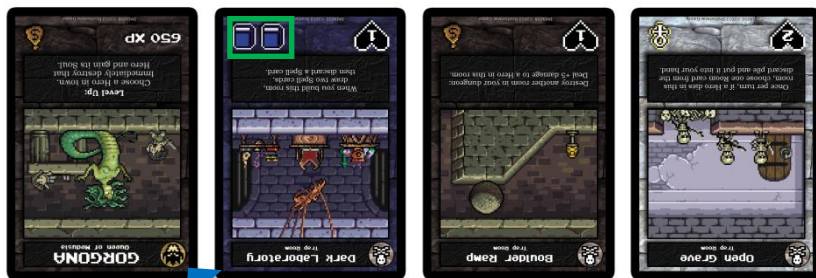 GORGONA
Queen of Medusia
Level Up:
Choose a Hero in town.
Immediately destroy that
Hero and gain its Soul.
650 XP
Dark Laboratory
Trap Room
When you build this room,
draw two Spell cards,
then discard a Spell card.
1
Boulder Ramp
Trap Room
Destroy another room in your dungeon:
Deal +5 damage to a Hero in this room.
1
Open Grave
Trap Room
Once per turn, if a Hero dies in this
room, choose one Room card from the
discard pile and put it into your hand.
2